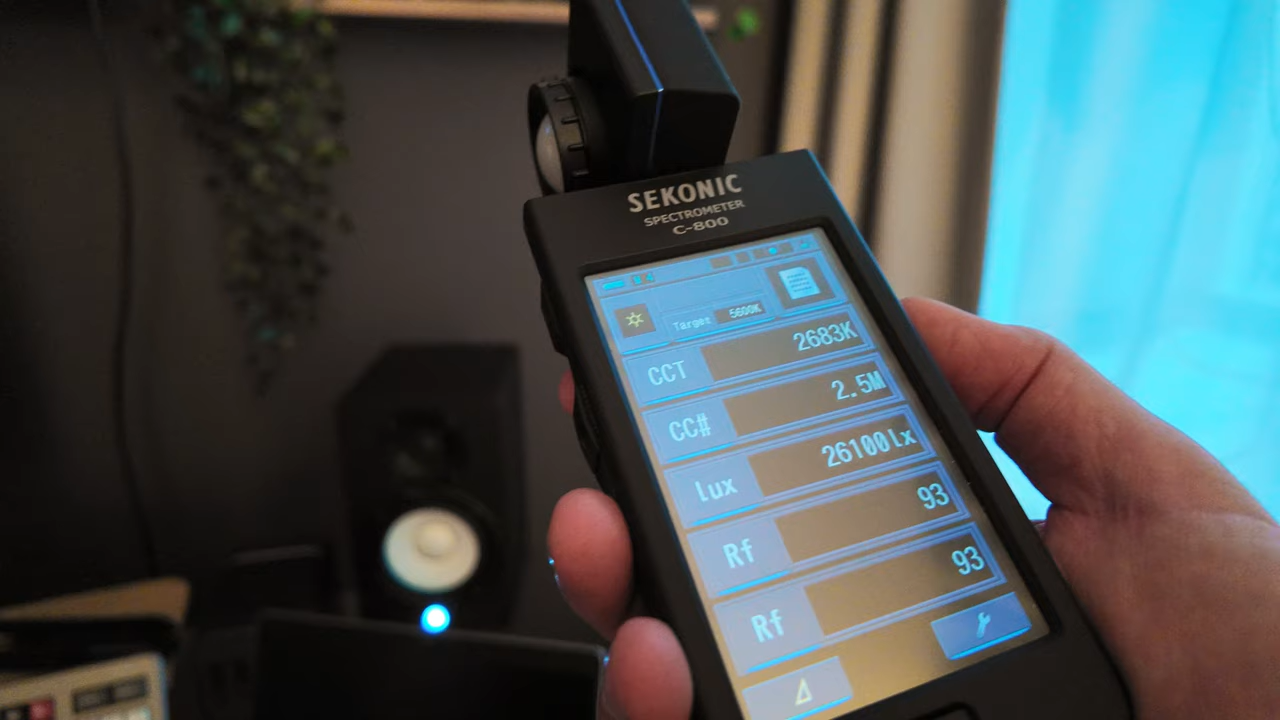 SEKONIC
SPECTROMETER
C-800
Target 5600K
CCT 2683K
CC# 2.5M
Lux 26100lx
Rf 93
Rf 93